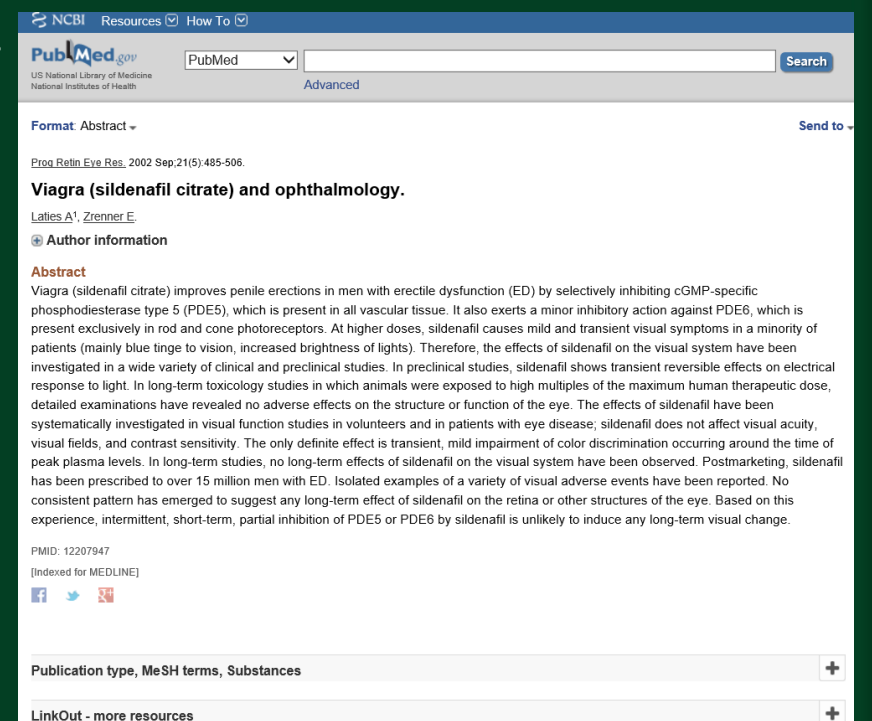 NCBI Resources How To
PubMed.gov
US National Library of Medicine
National Institutes of Health
PubMed
Search
Advanced
Format: Abstract
Send to
Prog Retin Eye Res. 2002 Sep;21(5):485-506.
Viagra (sildenafil citrate) and ophthalmology.
Laties A1, Zrenner E.
Author information
Abstract
Viagra (sildenafil citrate) improves penile erections in men with erectile dysfunction (ED) by selectively inhibiting cGMP-specific
phosphodiesterase type 5 (PDE5), which is present in all vascular tissue. It also exerts a minor inhibitory action against PDE6, which is
present exclusively in rod and cone photoreceptors. At higher doses, sildenafil causes mild and transient visual symptoms in a minority of
patients (mainly blue tinge to vision, increased brightness of lights). Therefore, the effects of sildenafil on the visual system have been
investigated in a wide variety of clinical and preclinical studies. In preclinical studies, sildenafil shows transient reversible effects on electrical
response to light. In long-term toxicology studies in which animals were exposed to high multiples of the maximum human therapeutic dose,
detailed examinations have revealed no adverse effects on the structure or function of the eye. The effects of sildenafil have been
systematically investigated in visual function studies in volunteers and in patients with eye disease; sildenafil does not affect visual acuity,
visual fields, and contrast sensitivity. The only definite effect is transient, mild impairment of color discrimination occurring around the time of
peak plasma levels. In long-term studies, no long-term effects of sildenafil on the visual system have been observed. Postmarketing, sildenafil
has been prescribed to over 15 million men with ED. Isolated examples of a variety of visual adverse events have been reported. No
consistent pattern has emerged to suggest any long-term effect of sildenafil on the retina or other structures of the eye. Based on this
experience, intermittent, short-term, partial inhibition of PDE5 or PDE6 by sildenafil is unlikely to induce any long-term visual change.
PMID: 12207947
[Indexed for MEDLINE]
Publication type, MeSH terms, Substances
LinkOut - more resources